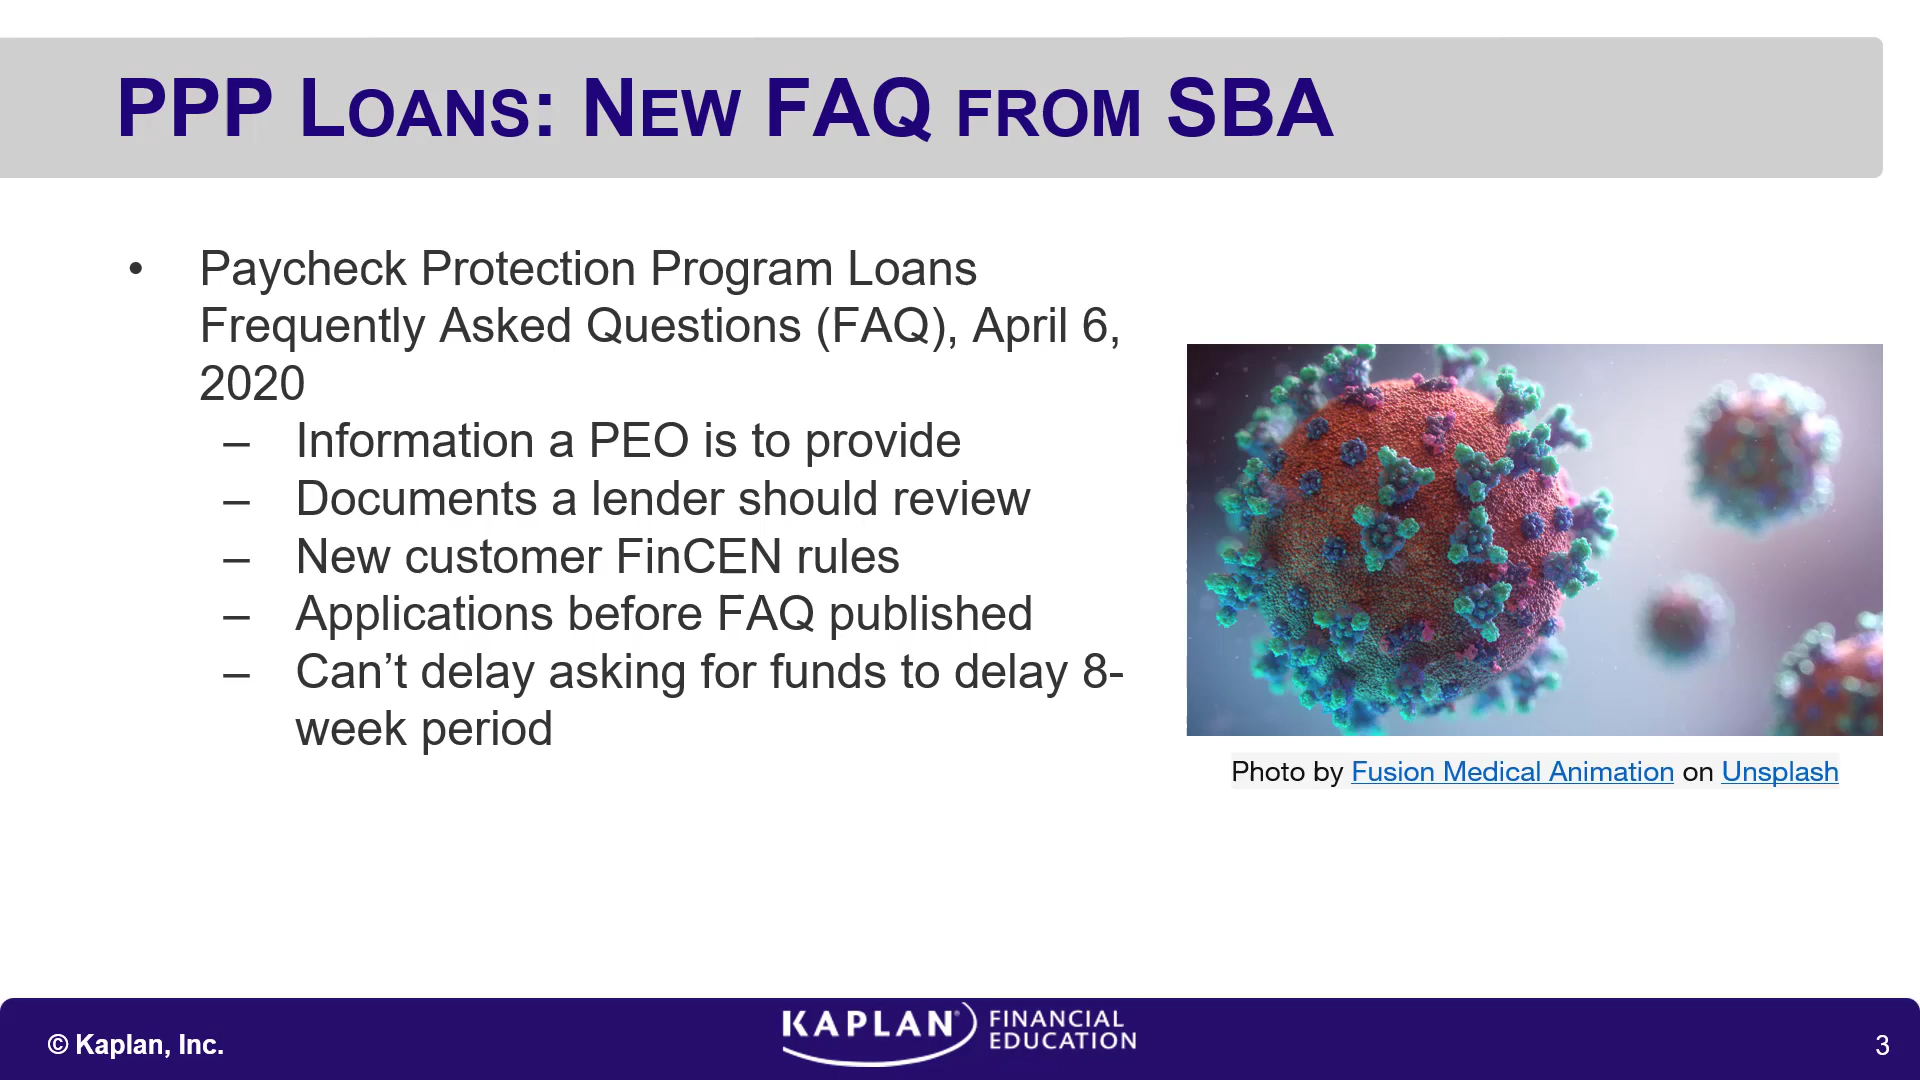 PPP Loans: New FAQ from SBA
• Paycheck Protection Program Loans
Frequently Asked Questions (FAQ), April 6,
2020
– Information a PEO is to provide
– Documents a lender should review
– New customer FinCEN rules
– Applications before FAQ published
– Can’t delay asking for funds to delay 8-
week period
Photo by Fusion Medical Animation on Unsplash
© Kaplan, Inc.
KAPLAN®
FINANCIAL
EDUCATION
3